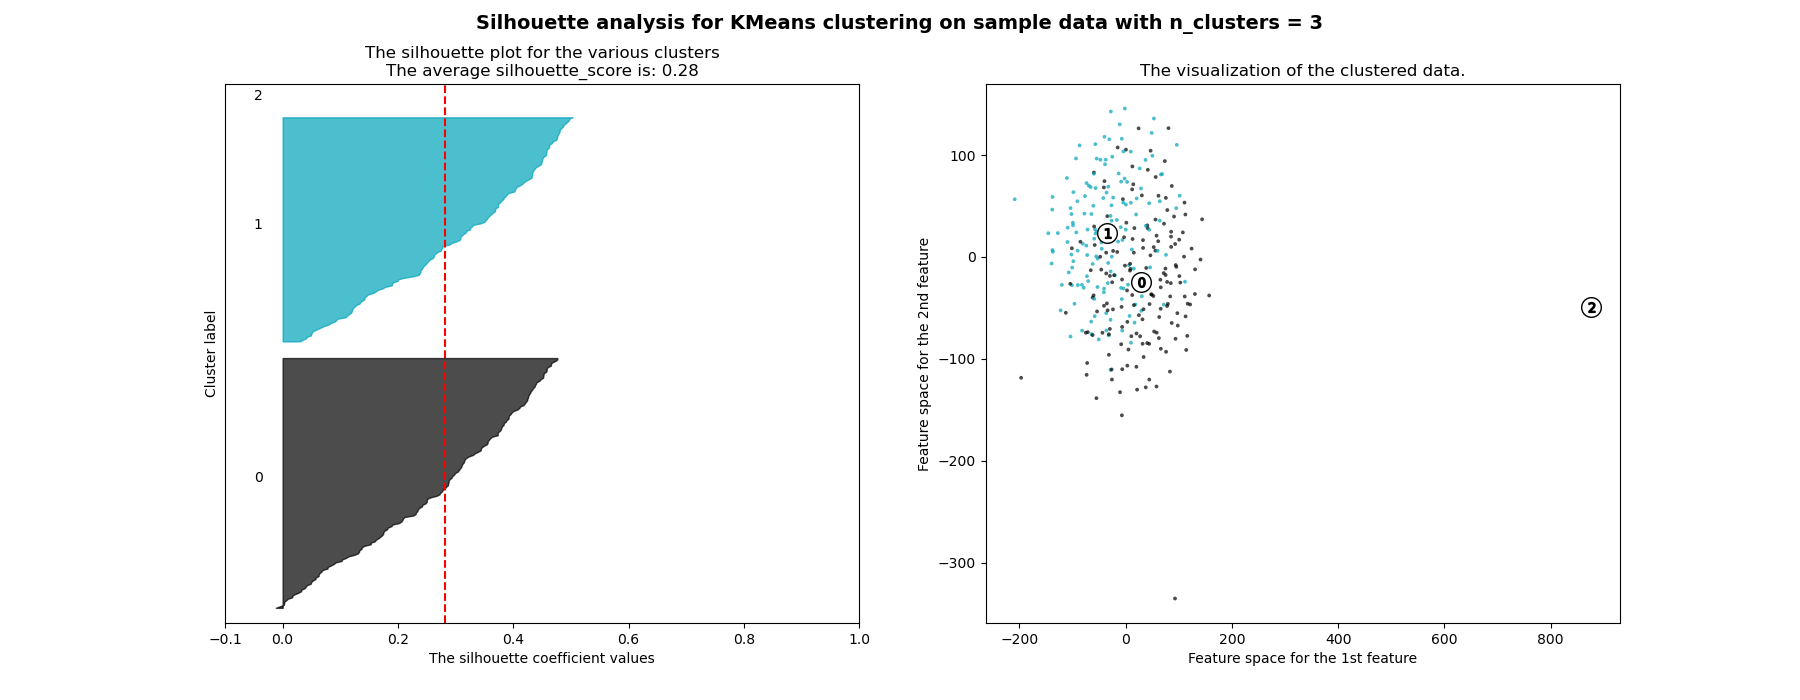 Silhouette analysis for KMeans clustering on sample data with n_clusters = 3
The silhouette plot for the various clusters
The average silhouette_score is: 0.28
2
1
0
Cluster label
−0.1 0.0 0.2 0.4 0.6 0.8 1.0
The silhouette coefficient values
The visualization of the clustered data.
100
0
−100
−200
−300
Feature space for the 2nd feature
1
0
2
−200 0 200 400 600 800
Feature space for the 1st feature